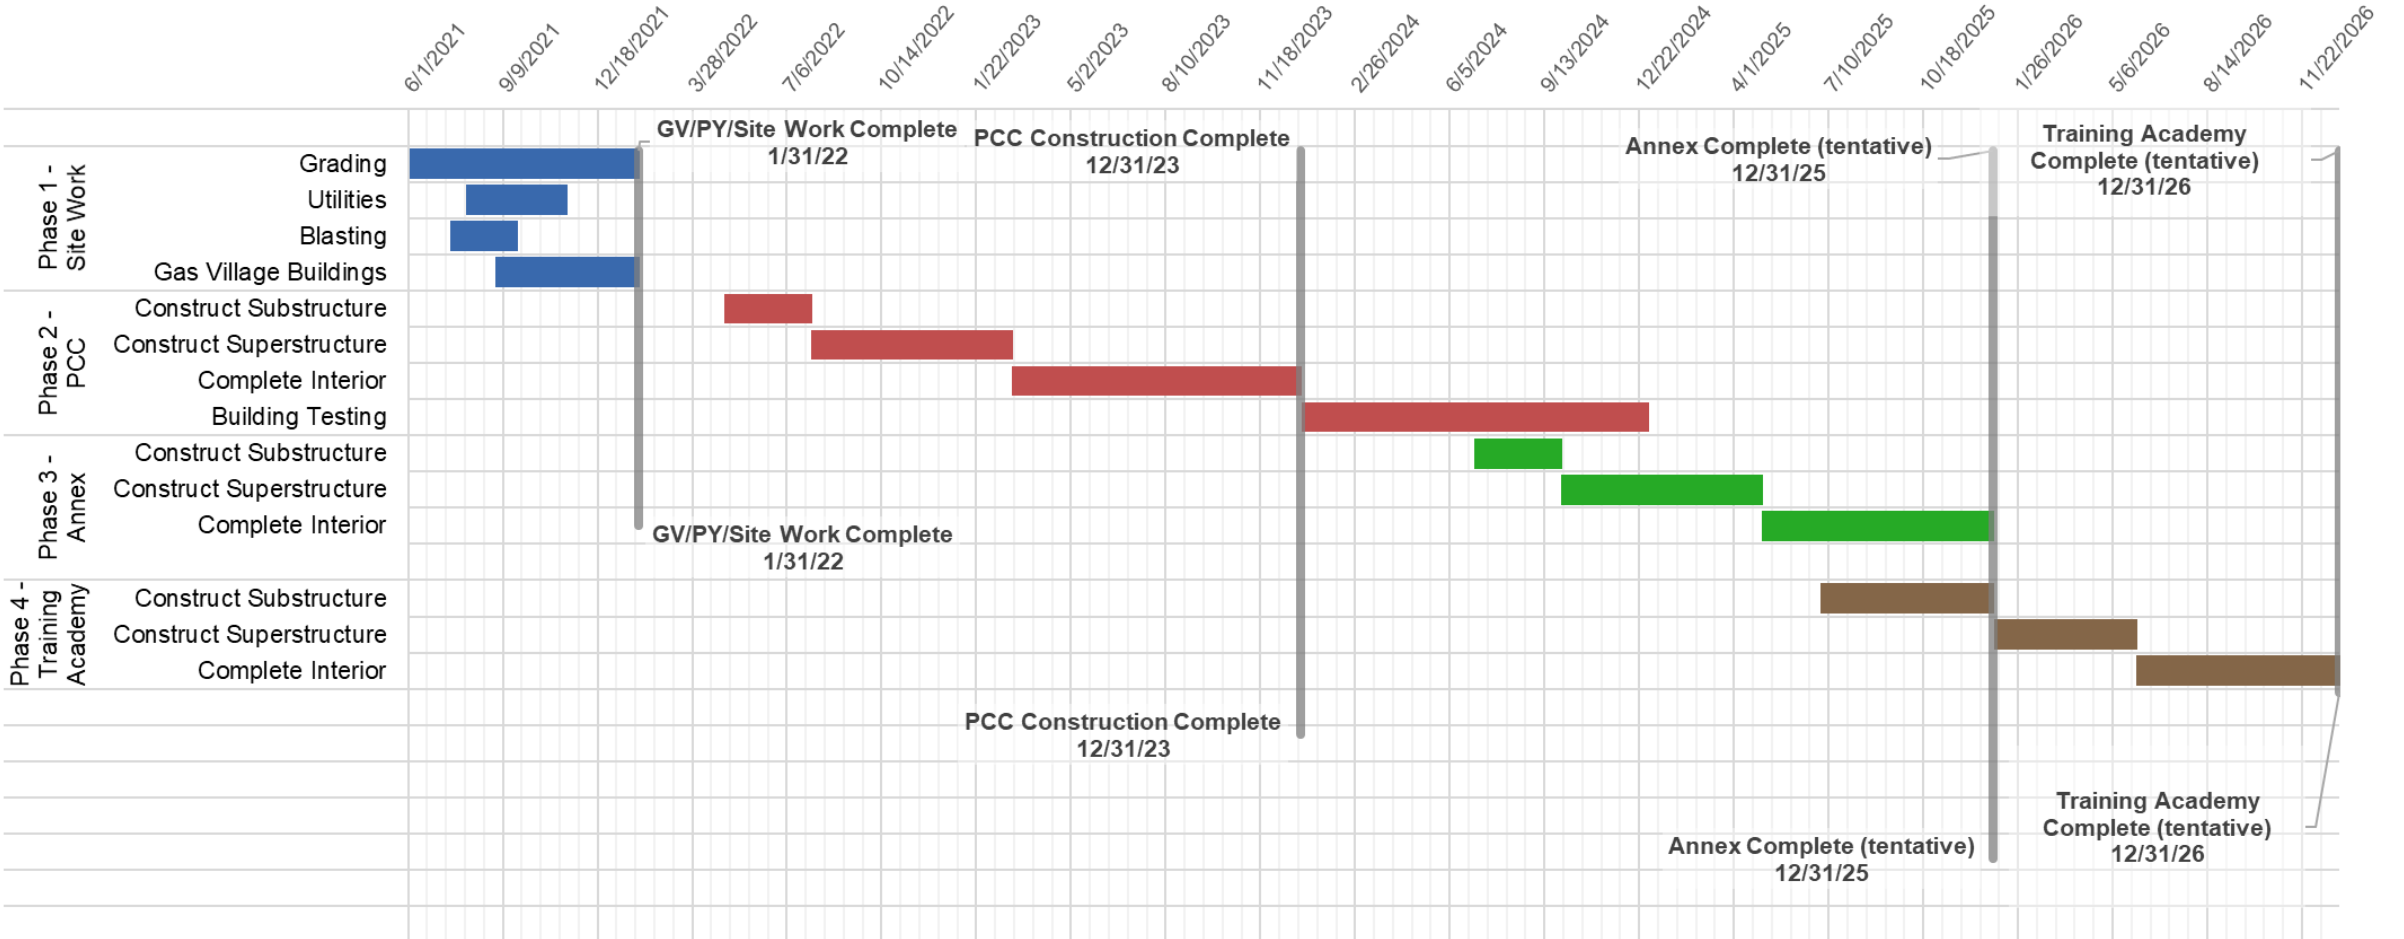 6/1/2021
9/9/2021
12/18/2021
3/28/2022
7/6/2022
10/14/2022
1/22/2023
5/2/2023
8/10/2023
11/18/2023
2/26/2024
6/5/2024
9/13/2024
12/22/2024
4/1/2025
7/10/2025
10/18/2025
1/26/2026
5/6/2026
8/14/2026
11/22/2026
GV/PY/Site Work Complete
1/31/22
PCC Construction Complete
12/31/23
Annex Complete (tentative)
12/31/25
Training Academy
Complete (tentative)
12/31/26
Phase 1 -
Site Work
Grading
Utilities
Blasting
Gas Village Buildings
Phase 2 -
PCC
Construct Substructure
Construct Superstructure
Complete Interior
Building Testing
Phase 3 -
Annex
Construct Substructure
Construct Superstructure
Complete Interior
GV/PY/Site Work Complete
1/31/22
Phase 4 -
Training
Academy
Construct Substructure
Construct Superstructure
Complete Interior
PCC Construction Complete
12/31/23
Training Academy
Complete (tentative)
12/31/26
Annex Complete (tentative)
12/31/25